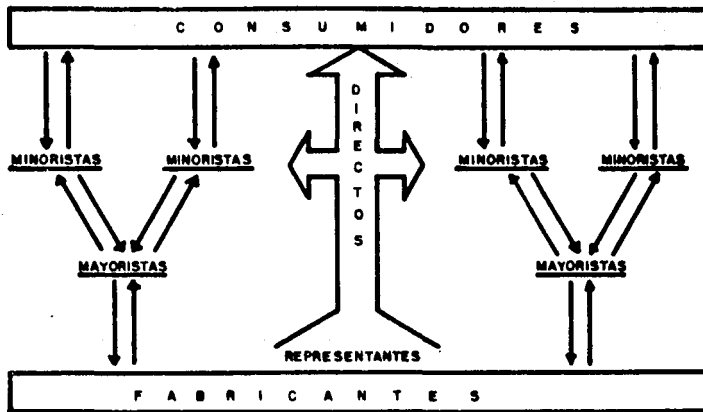 CONSUMIDORES
DIRECTOS
MINORISTAS MINORISTAS MINORISTAS MINORISTAS
MAYORISTAS MAYORISTAS
REPRESENTANTES
FABRICANTES